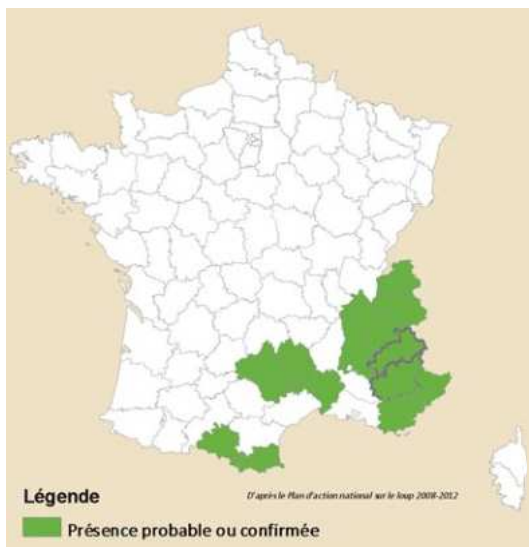 Légende
D'après le Plan d'action national sur le loup 2008-2012
Présence probable ou confirmée